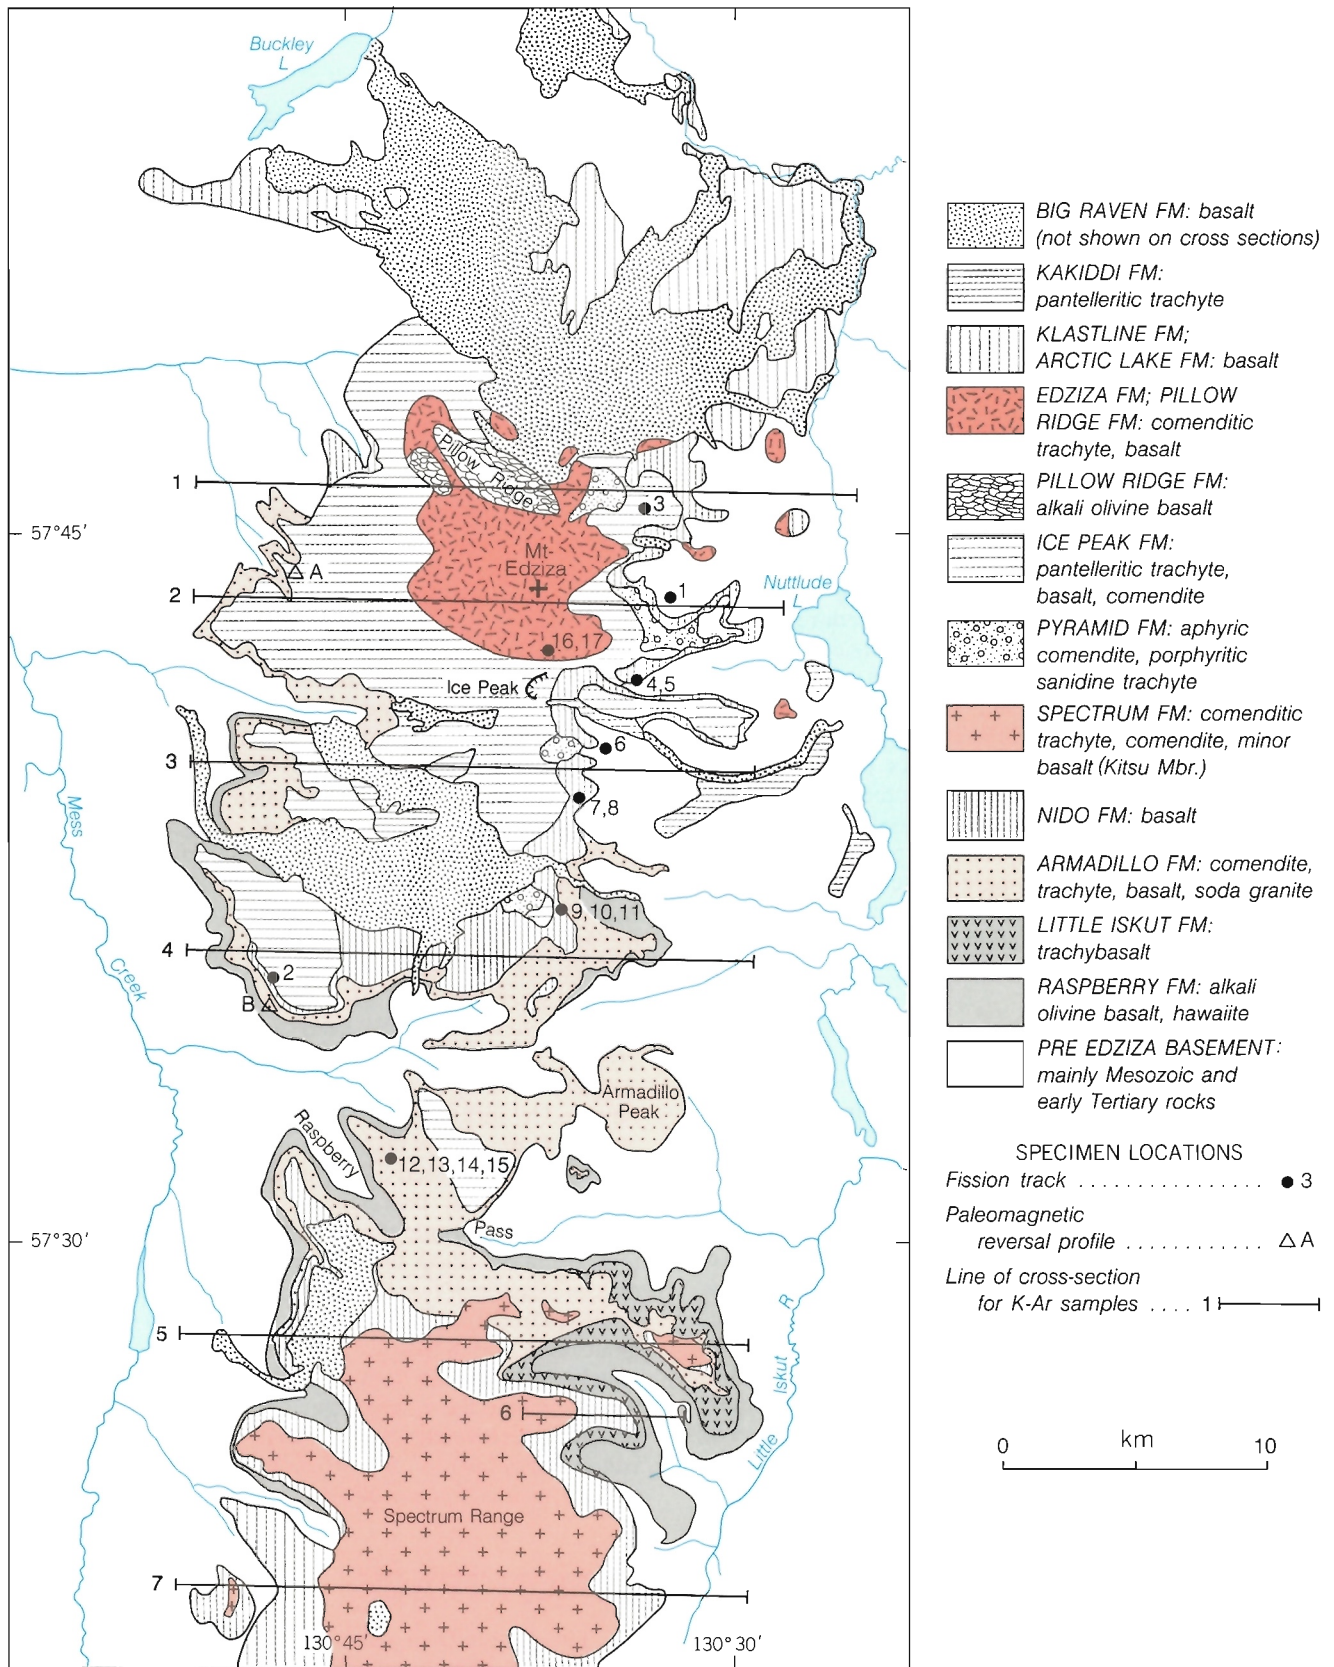 Buckley
L
Pillow Ridge
1
3
57°45'
Mt-
Edziza
A
Nuttlude
L
2
1
16,17
Ice Peak
4,5
6
3
7,8
Mess
Creek
9,10,11
4
2
B
Armadillo
Peak
Raspberry
12,13,14,15
Pass
57°30'
5
6
Little Iskut R
Spectrum Range
7
130°45'
130°30'
BIG RAVEN FM: basalt
(not shown on cross sections)
KAKIDDI FM:
pantelleritic trachyte
KLASTLINE FM;
ARCTIC LAKE FM: basalt
EDZIZA FM; PILLOW
RIDGE FM: comenditic
trachyte, basalt
PILLOW RIDGE FM:
alkali olivine basalt
ICE PEAK FM:
pantelleritic trachyte,
basalt, comendite
PYRAMID FM: aphyric
comendite, porphyritic
sanidine trachyte
SPECTRUM FM: comenditic
trachyte, comendite, minor
basalt (Kitsu Mbr.)
NIDO FM: basalt
ARMADILLO FM: comendite,
trachyte, basalt, soda granite
LITTLE ISKUT FM:
trachybasalt
RASPBERRY FM: alkali
olivine basalt, hawaiite
PRE EDZIZA BASEMENT:
mainly Mesozoic and
early Tertiary rocks
SPECIMEN LOCATIONS
Fission track ................ 3
Paleomagnetic
reversal profile ............ A
Line of cross-section
for K-Ar samples .... 1
0 km 10